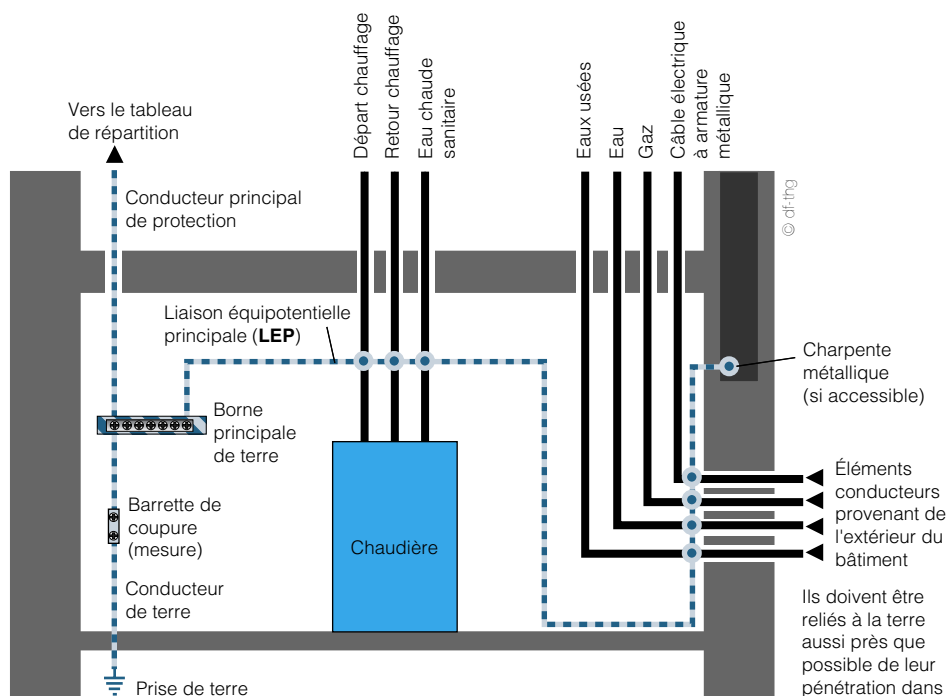 Vers le tableau
de répartition
Conducteur principal
de protection
Départ chauffage
Retour chauffage
Eau chaude
sanitaire
Eaux usées
Eau
Gaz
Câble électrique
à armature
métallique
© df-thg
Liaison équipotentielle
principale (LEP)
Charpente
métallique
(si accessible)
Borne
principale
de terre
Barrette de
coupure
(mesure)
Chaudière
Éléments
conducteurs
provenant de
l'extérieur du
bâtiment
Conducteur
de terre
Ils doivent être
reliés à la terre
aussi près que
possible de leur
pénétration dans
Prise de terre